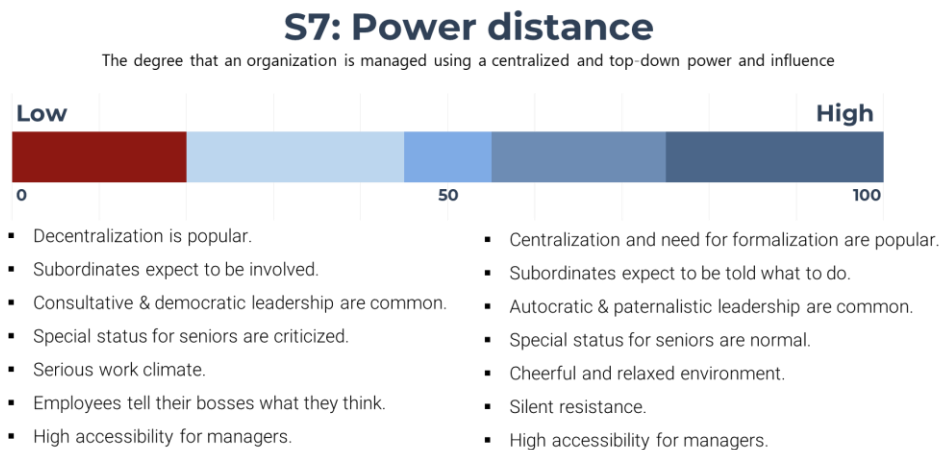 S7: Power distance
The degree that an organization is managed using a centralized and top-down power and influence
Low
High
0
50
100
▪ Decentralization is popular.
▪ Subordinates expect to be involved.
▪ Consultative & democratic leadership are common.
▪ Special status for seniors are criticized.
▪ Serious work climate.
▪ Employees tell their bosses what they think.
▪ High accessibility for managers.
▪ Centralization and need for formalization are popular.
▪ Subordinates expect to be told what to do.
▪ Autocratic & paternalistic leadership are common.
▪ Special status for seniors are normal.
▪ Cheerful and relaxed environment.
▪ Silent resistance.
▪ High accessibility for managers.